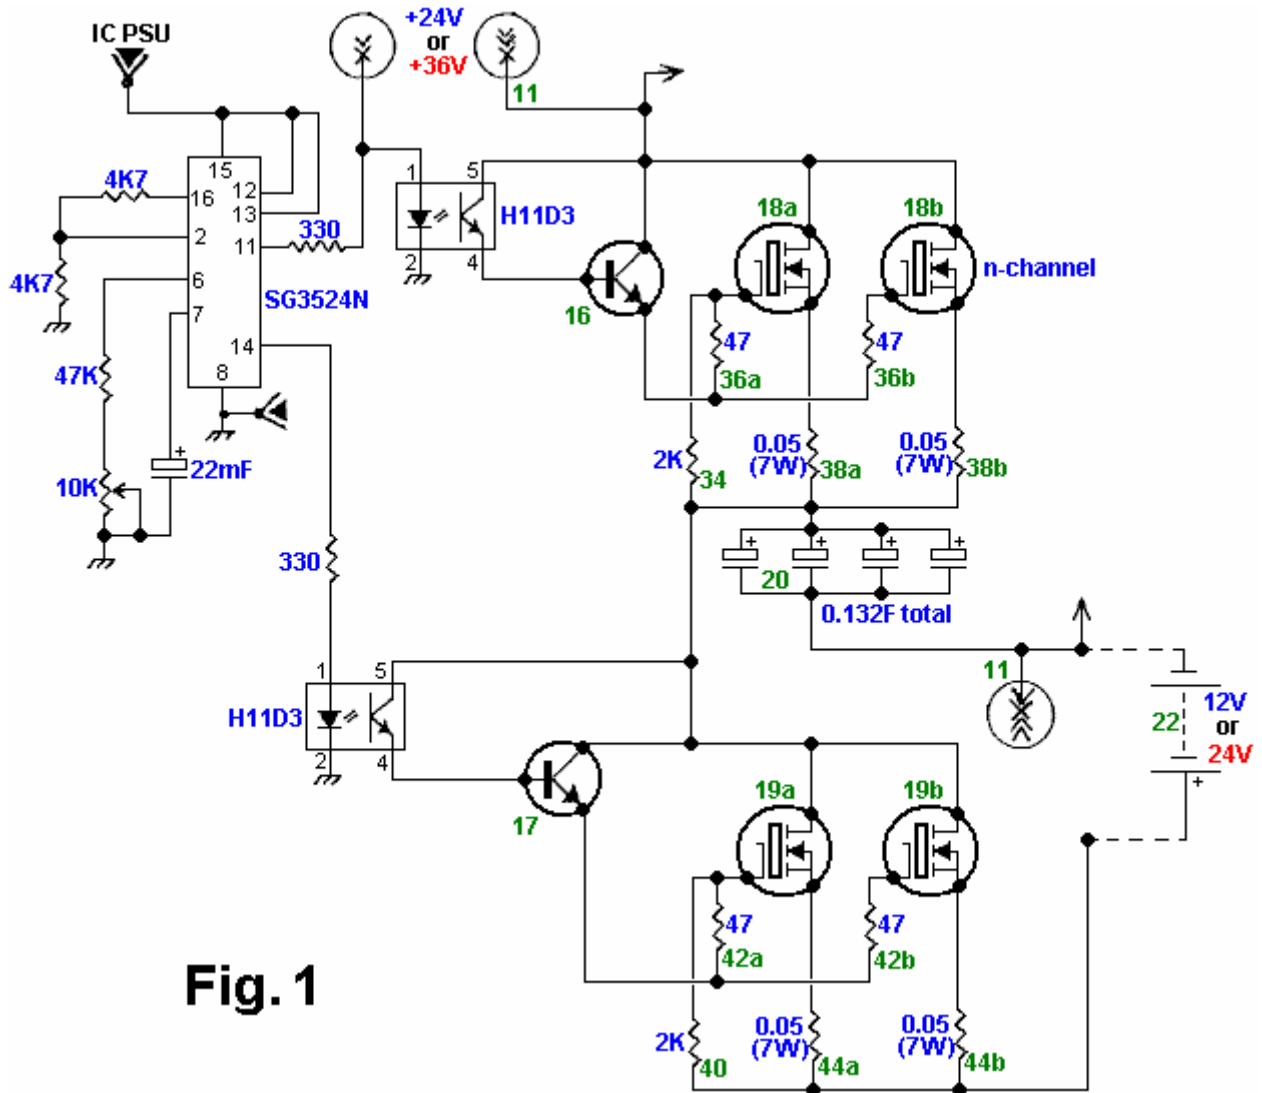 IC PSU
+24V
or
+36V
11
15
4K7
16
12
13
2
11
330
1
5
H11D3
2
4
18a
18b
n-channel
4K7
6
SG3524N
7
16
14
47
36a
47
36b
47K
8
10K
22mF
2K
34
0.05
(7W)
38a
0.05
(7W)
38b
330
20
0.132F total
11
12V
or
24V
22
1
5
H11D3
2
4
17
19a
19b
47
42a
47
42b
Fig. 1
2K
40
0.05
(7W)
44a
0.05
(7W)
44b